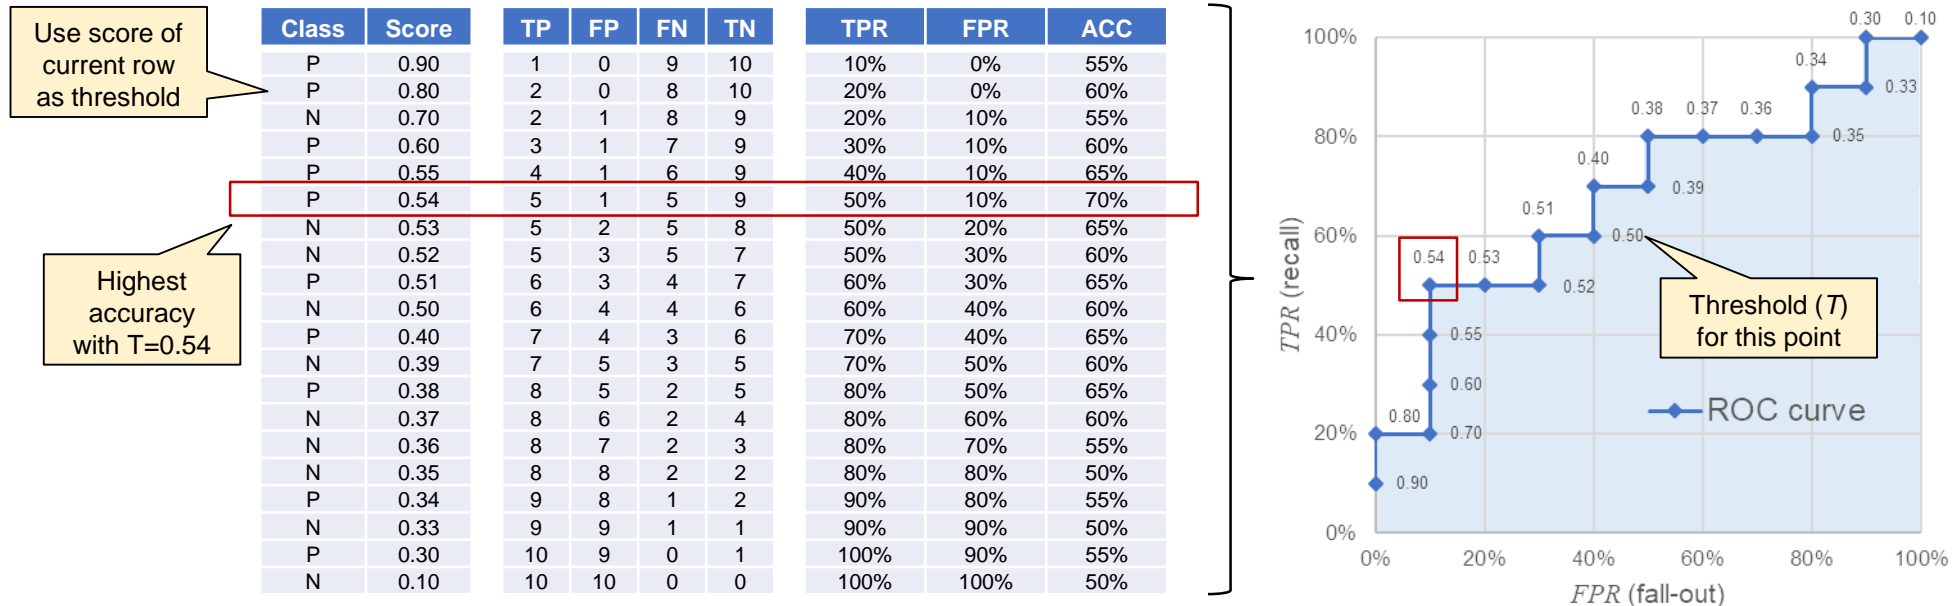 Use score of
current row
as threshold
Highest
accuracy
with T=0.54
Class Score TP FP FN TN TPR FPR ACC
P 0.90 1 0 9 10 10% 0% 55%
P 0.80 2 0 8 10 20% 0% 60%
N 0.70 2 1 8 9 20% 10% 55%
P 0.60 3 1 7 9 30% 10% 60%
P 0.55 4 1 6 9 40% 10% 65%
P 0.54 5 1 5 9 50% 10% 70%
N 0.53 5 2 5 8 50% 20% 65%
N 0.52 5 3 5 7 50% 30% 60%
P 0.51 6 3 4 7 60% 30% 65%
N 0.50 6 4 4 6 60% 40% 60%
P 0.40 7 4 3 6 70% 40% 65%
N 0.39 7 5 3 5 70% 50% 60%
P 0.38 8 5 2 5 80% 50% 65%
N 0.37 8 6 2 4 80% 60% 60%
N 0.36 8 7 2 3 80% 70% 55%
N 0.35 8 8 2 2 80% 80% 50%
P 0.34 9 8 1 2 90% 80% 55%
N 0.33 9 9 1 1 90% 90% 50%
P 0.30 10 9 0 1 100% 90% 55%
N 0.10 10 10 0 0 100% 100% 50%
0.30 0.10
100%
0.34
0.33
0.38 0.37 0.36
80%
0.35
0.40
0.39
0.51
60%
0.50
0.54 0.53
0.52
Threshold (T)
for this point
40%
0.55
0.60
ROC curve
0.80
20%
0.70
0.90
0%
0% 20% 40% 60% 80% 100%
TPR (recall)
FPR (fall-out)